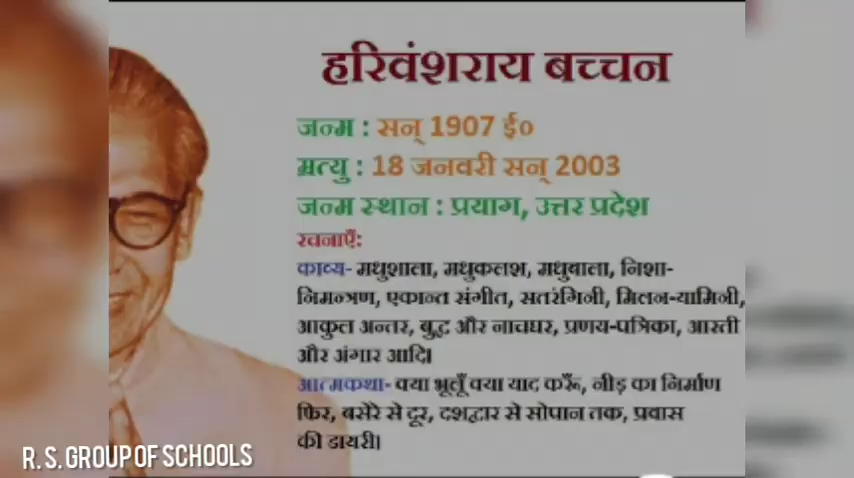 हरिवंशराय बच्चन
जन्म : सन् 1907 ई०
म्रत्यु : 18 जनवरी सन् 2003
जन्म स्थान : प्रयाग, उत्तर प्रदेश
रचनाएँ:
काव्य- मधुशाला, मधुकलश, मधुबाला, निशा-
निमन्त्रण, एकान्त संगीत, सतरंगिनी, मिलन-यामिनी,
आकुल अन्तर, बुद्ध और नाचघर, प्रणय-पत्रिका, आरती
और अंगार आदि।
आत्मकथा- क्या भूलूँ क्या याद करूँ, नीड़ का निर्माण
फिर, बसेरे से दूर, दशद्वार से सोपान तक, प्रवास
की डायरी।
R. S. GROUP OF SCHOOLS